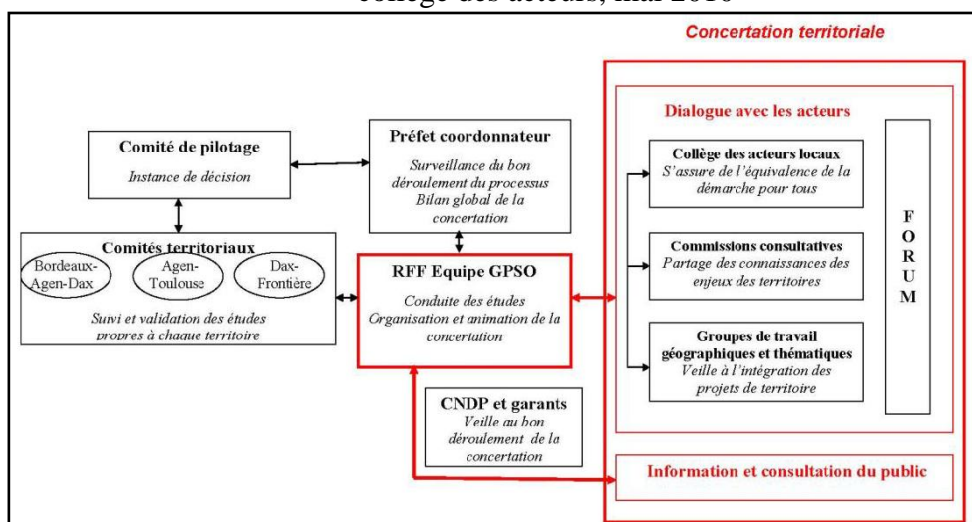 collège des acteurs, mai 2010
Concertation territoriale
Dialogue avec les acteurs
Comité de pilotage
Instance de décision
Préfet coordonnateur
Surveillance du bon
déroulement du processus
Bilan global de la
concertation
Collège des acteurs locaux
S'assure de l'équivalence de la
démarche pour tous
Comités territoriaux
Bordeaux-
Agen-Dax
Agen-
Toulouse
Dax-
Frontière
Suivi et validation des études
propres à chaque territoire
RFF Equipe GPSO
Conduite des études
Organisation et animation de la
concertation
Commissions consultatives
Partage des connaissances des
enjeux des territoires
Groupes de travail
géographiques et thématiques
Veille à l'intégration des
projets de territoire
F
O
R
U
M
CNDP et garants
Veille au bon
déroulement de la
concertation
Information et consultation du public